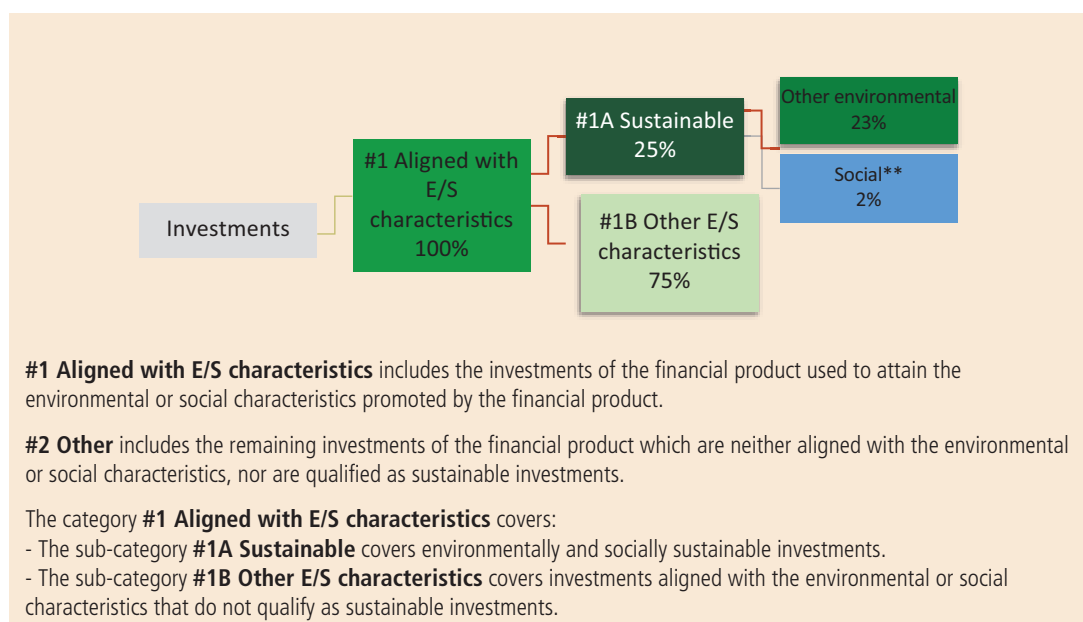 Investments
#1 Aligned with
E/S
characteristics
100%
#1A Sustainable
25%
#1B Other E/S
characteristics
75%
Other environmental
23%
Social**
2%
#1 Aligned with E/S characteristics includes the investments of the financial product used to attain the
environmental or social characteristics promoted by the financial product.
#2 Other includes the remaining investments of the financial product which are neither aligned with the environmental
or social characteristics, nor are qualified as sustainable investments.
The category #1 Aligned with E/S characteristics covers:
- The sub-category #1A Sustainable covers environmentally and socially sustainable investments.
- The sub-category #1B Other E/S characteristics covers investments aligned with the environmental or social
characteristics that do not qualify as sustainable investments.